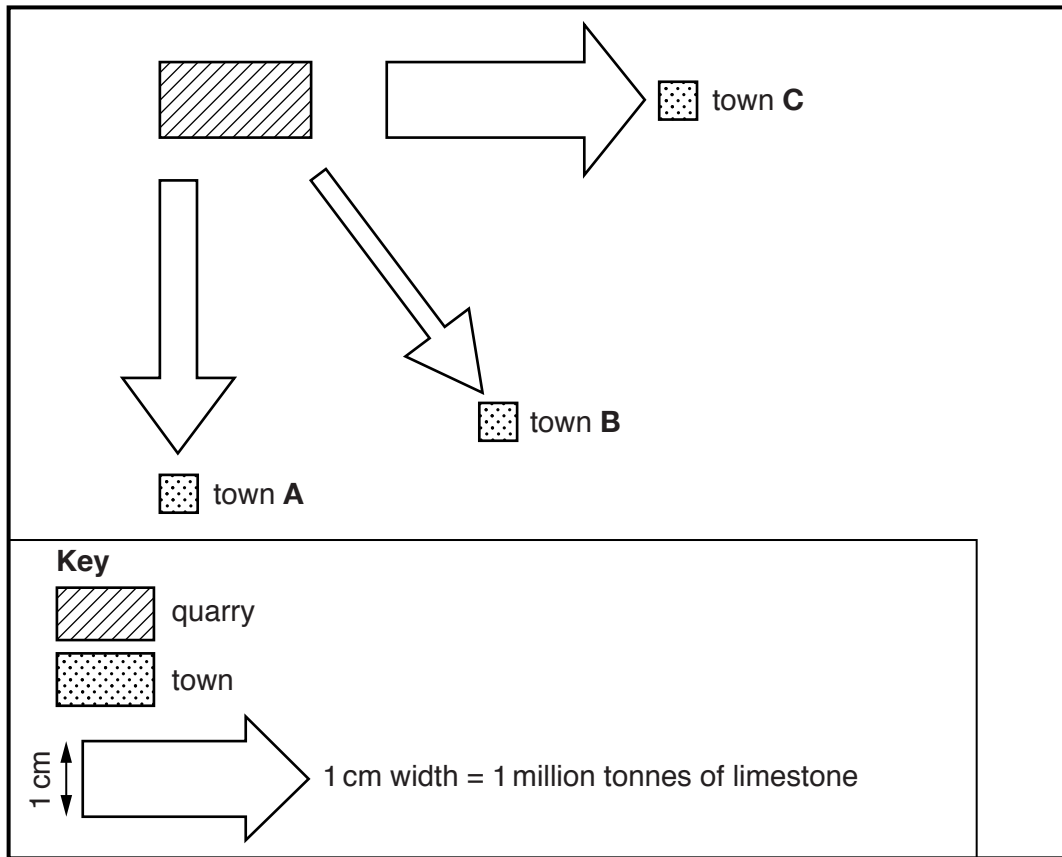 town C
town B
town A
Key
quarry
town
1 cm
1 cm width = 1 million tonnes of limestone